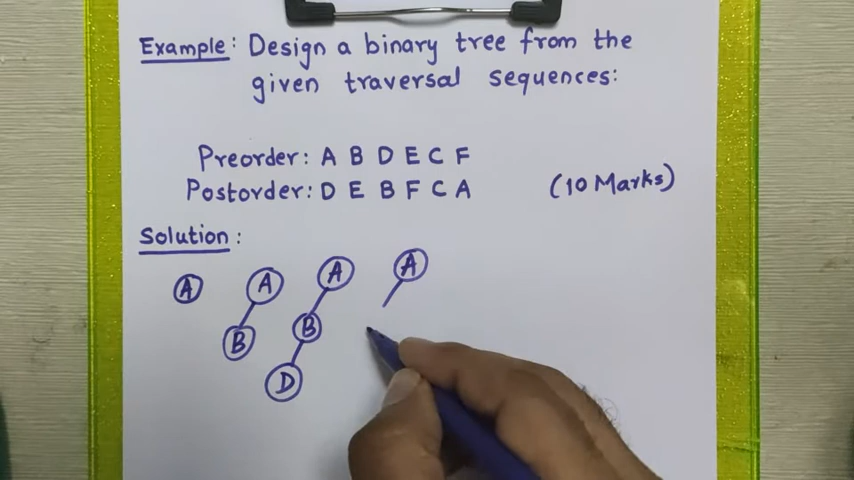 Example: Design a binary tree from the
given traversal sequences:
Preorder: A B D E C F
Postorder: D E B F C A (10 Marks)
Solution:
A A A A
B B
D